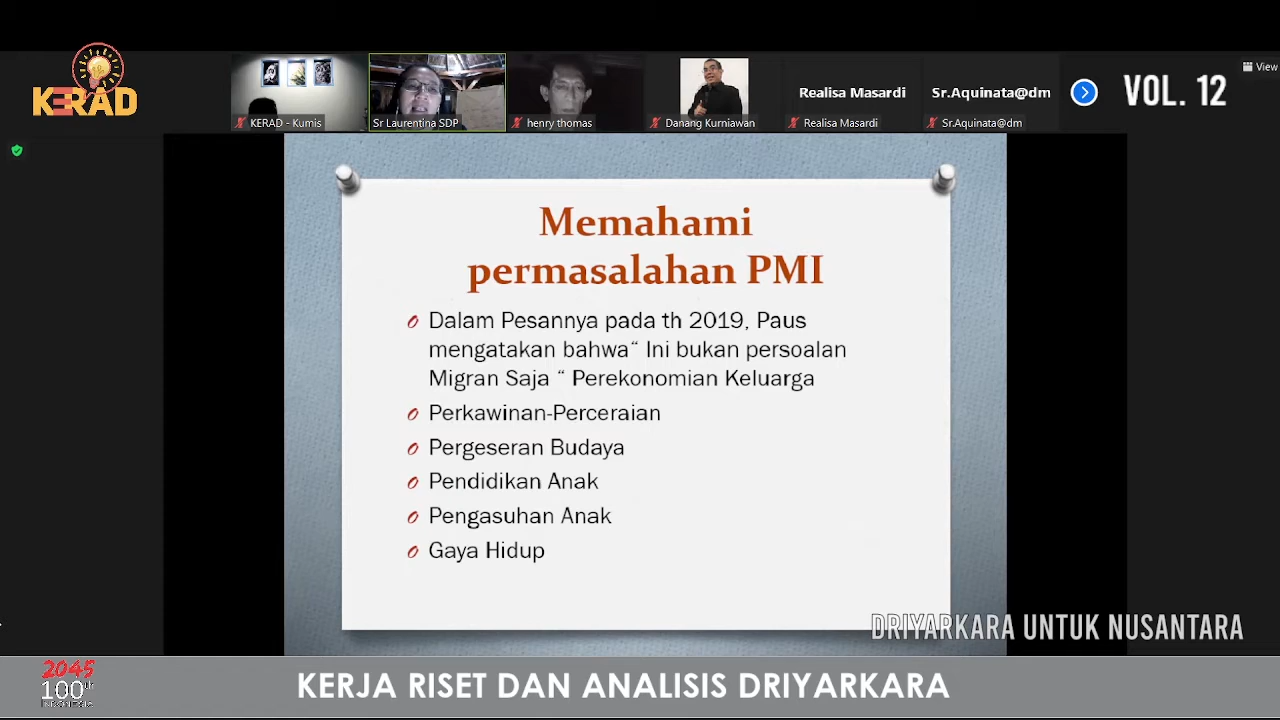 KERAD
VOL. 12
View
KERAD - Kumis
Sr Laurentina SDP
henry thomas
Danang Kurniawan
Realisa Masardi
Realisa Masardi
Sr.Aquinata@dm
Sr.Aquinata@dm
Memahami
permasalahan PMI
Dalam Pesannya pada th 2019, Paus
mengatakan bahwa“ Ini bukan persoalan
Migran Saja “ Perekonomian Keluarga
Perkawinan-Perceraian
Pergeseran Budaya
Pendidikan Anak
Pengasuhan Anak
Gaya Hidup
DRIYARKARA UNTUK NUSANTARA
2045
100th
INDONESIA
KERJA RISET DAN ANALISIS DRIYARKARA